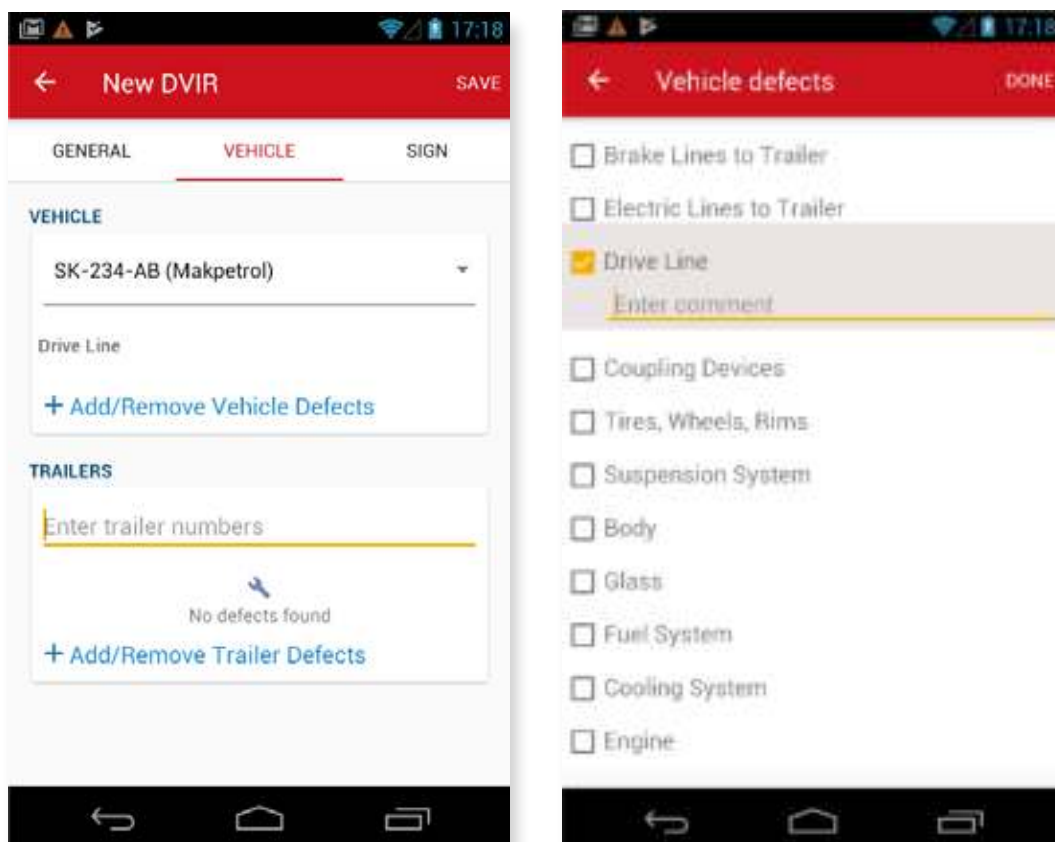 17:18
New DVIR
SAVE
GENERAL
VEHICLE
SIGN
VEHICLE
SK-234-AB (Makpetrol)
Drive Line
+ Add/Remove Vehicle Defects
TRAILERS
Enter trailer numbers
No defects found
+ Add/Remove Trailer Defects
17:18
Vehicle defects
DONE
Brake Lines to Trailer
Electric Lines to Trailer
Drive Line
Enter comment
Coupling Devices
Tires, Wheels, Rims
Suspension System
Body
Glass
Fuel System
Cooling System
Engine